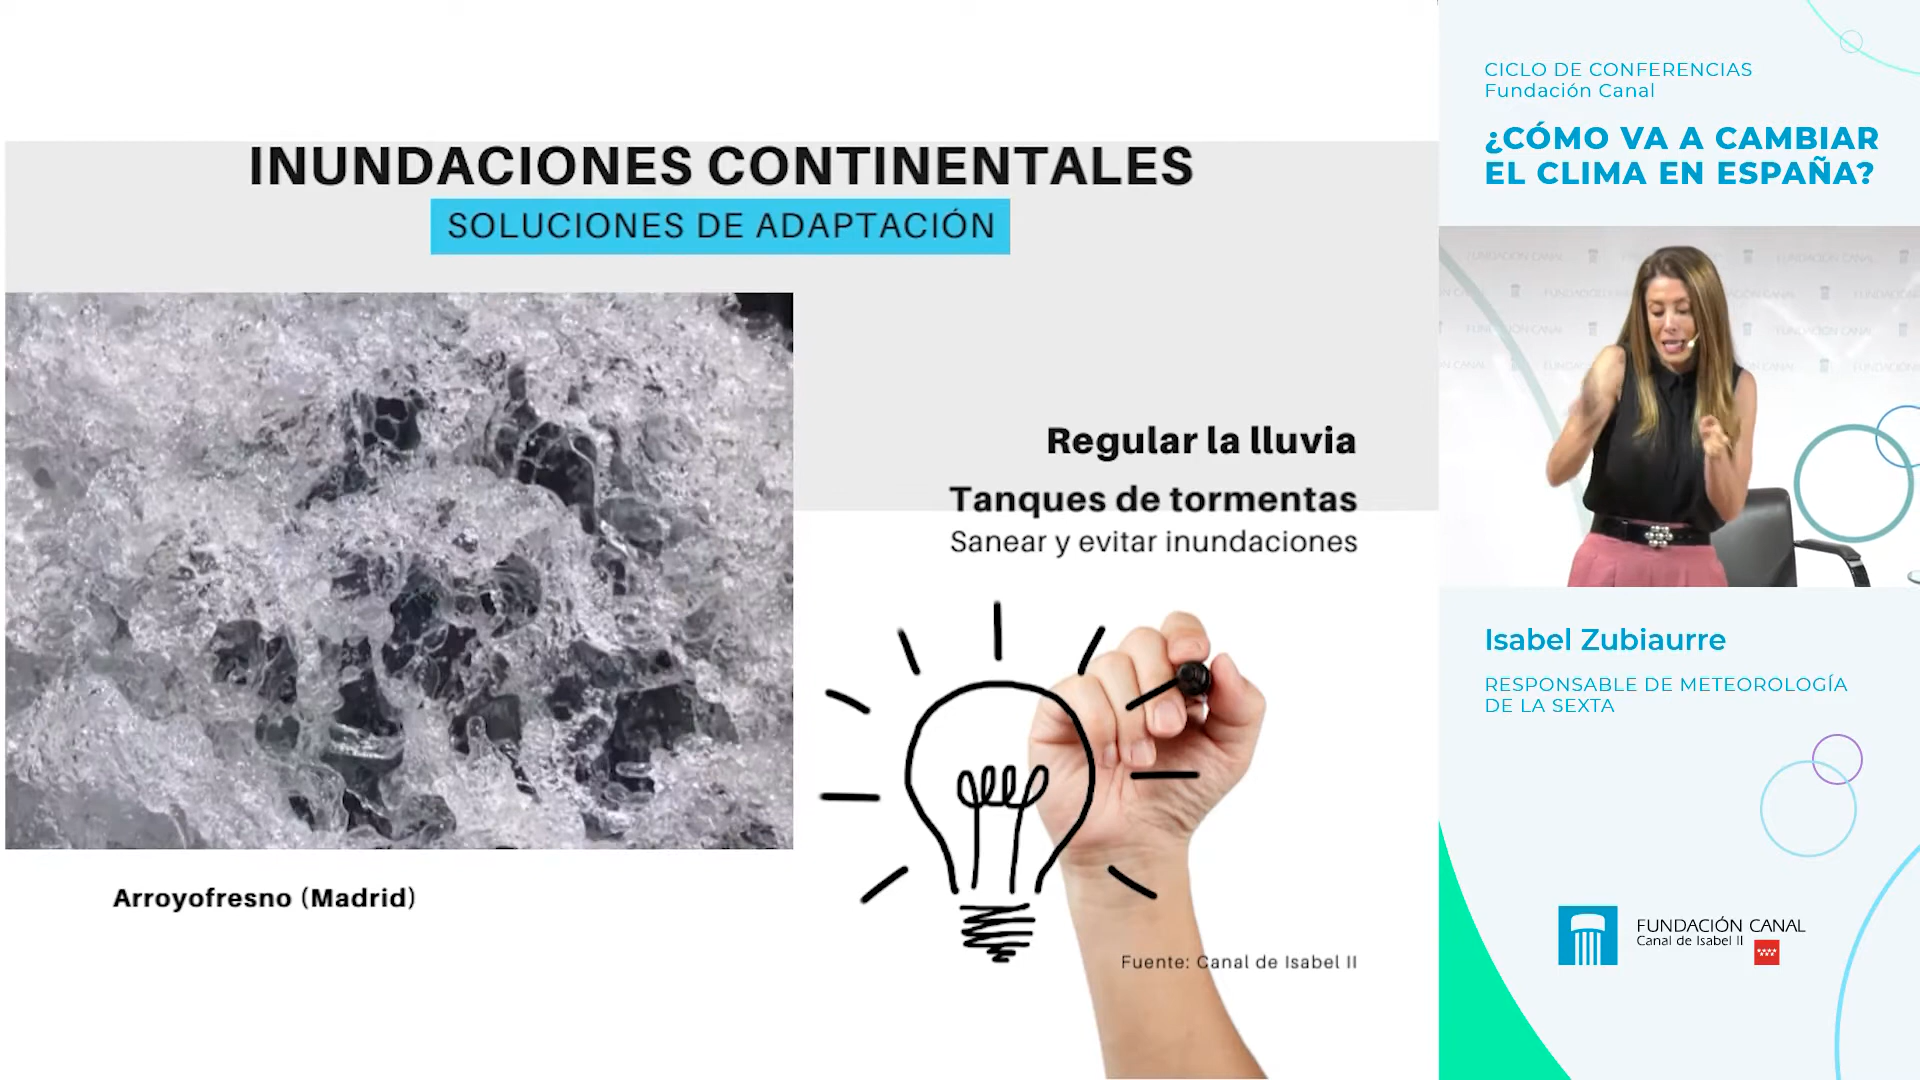 INUNDACIONES CONTINENTALES
SOLUCIONES DE ADAPTACIÓN
Regular la lluvia
Tanques de tormentas
Sanear y evitar inundaciones
Arroyofresno (Madrid)
Fuente: Canal de Isabel II
CICLO DE CONFERENCIAS
Fundación Canal
¿CÓMO VA A CAMBIAR
EL CLIMA EN ESPAÑA?
FUNDACIÓN CANAL
Isabel Zubiaurre
RESPONSABLE DE METEOROLOGÍA
DE LA SEXTA
FUNDACIÓN CANAL
Canal de Isabel II